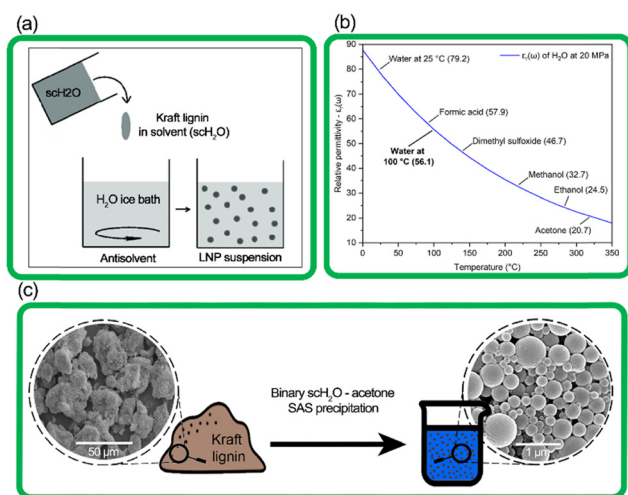 (a)
scH2O
Kraft lignin
in solvent (scH₂O)
H₂O ice bath
Antisolvent
LNP suspension
(b)
Relative permittivity - εᵣ(ω)
90
80
70
60
50
40
30
20
10
εᵣ(ω) of H₂O at 20 MPa
Water at 25 °C (79.2)
Formic acid (57.9)
Water at
100 °C (56.1)
Dimethyl sulfoxide (46.7)
Methanol (32.7)
Ethanol (24.5)
Acetone (20.7)
0 50 100 150 200 250 300 350
Temperature (°C)
(c)
50 µm
Kraft
lignin
Binary scH₂O - acetone
SAS precipitation
1 µm